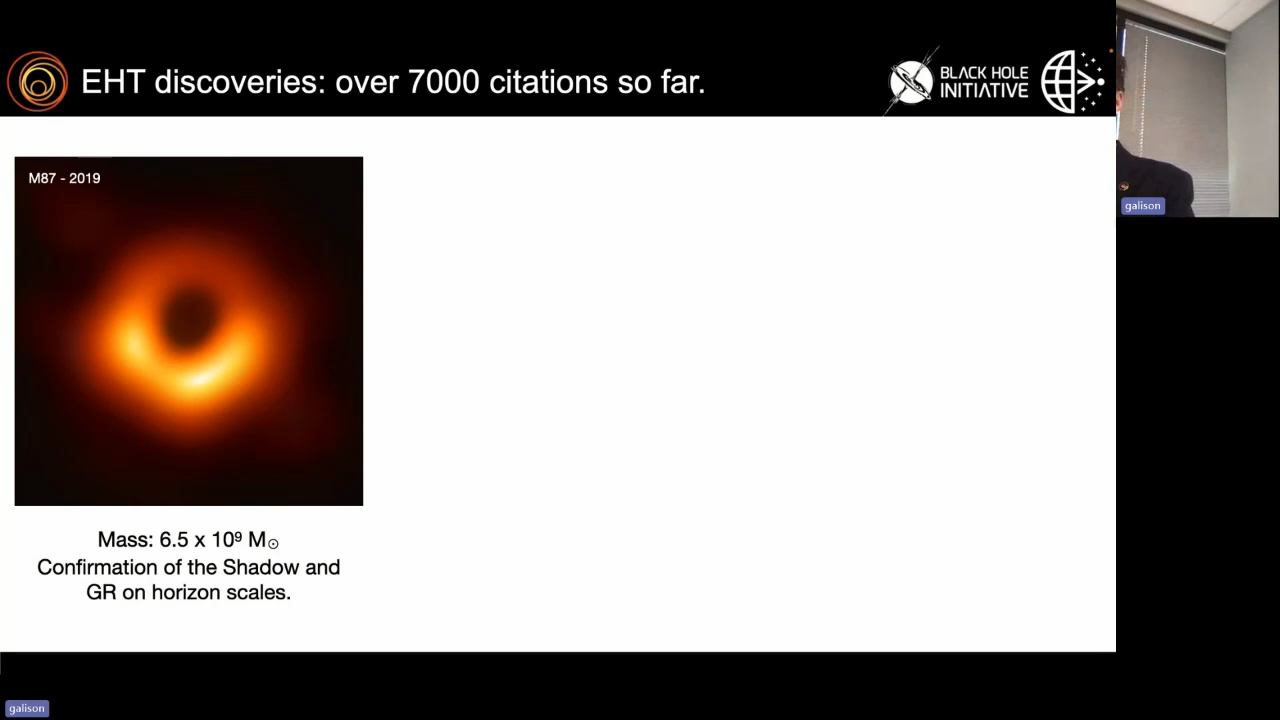 EHT discoveries: over 7000 citations so far.
BLACK HOLE
INITIATIVE
M87 - 2019
Mass: 6.5 x 10⁹ M☉
Confirmation of the Shadow and
GR on horizon scales.
galison
galison